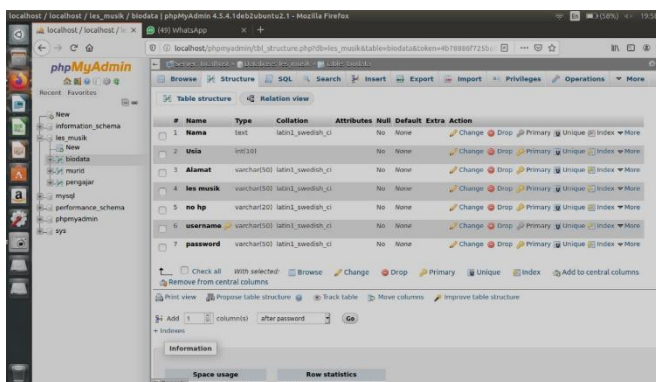 localhost / localhost / les_musik / biodata | phpMyAdmin 4.5.4.1deb2ubuntu2.1 - Mozilla Firefox
(58%)
19:58
localhost / localhost / le
(49) WhatsApp
localhost/phpmyadmin/tbl_structure.php?db=les_musik&table=biodata&token=
phpMyAdmin
Recent Favorites
New
information_schema
les_musik
New
biodata
murid
pengajar
mysql
performance_schema
phpmyadmin
sys
Browse Structure SQL Search Insert Export Import Privileges Operations More
Table structure Relation view
# Name Type Collation Attributes Null Default Extra Action
1 Nama text latin1_swedish_ci No None Change Drop Primary Unique Index More
2 Usia int(10) No None Change Drop Primary Unique Index More
3 Alamat varchar(50) latin1_swedish_ci No None Change Drop Primary Unique Index More
4 les musik varchar(50) latin1_swedish_ci No None Change Drop Primary Unique Index More
5 no hp varchar(20) latin1_swedish_ci No None Change Drop Primary Unique Index More
6 username varchar(50) latin1_swedish_ci No None Change Drop Primary Unique Index More
7 password varchar(50) latin1_swedish_ci No None Change Drop Primary Unique Index More
Check all With selected: Browse Change Drop Primary Unique Index Add to central columns
Remove from central columns
Print view Propose table structure Track table Move columns Improve table structure
Add 1 column(s) after password Go
+ Indexes
Information
Space usage Row statistics